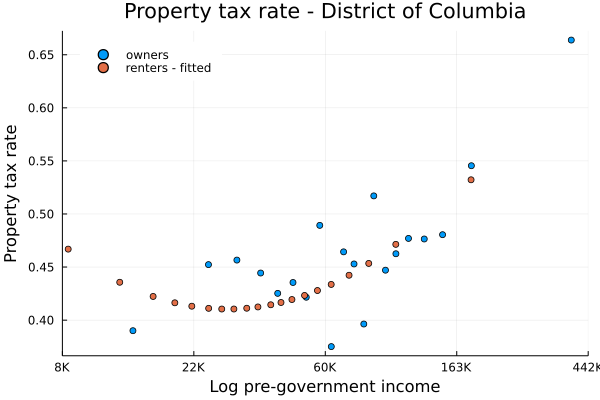 Property tax rate - District of Columbia
owners
renters - fitted
Property tax rate
0.65
0.60
0.55
0.50
0.45
0.40
8K 22K 60K 163K 442K
Log pre-government income